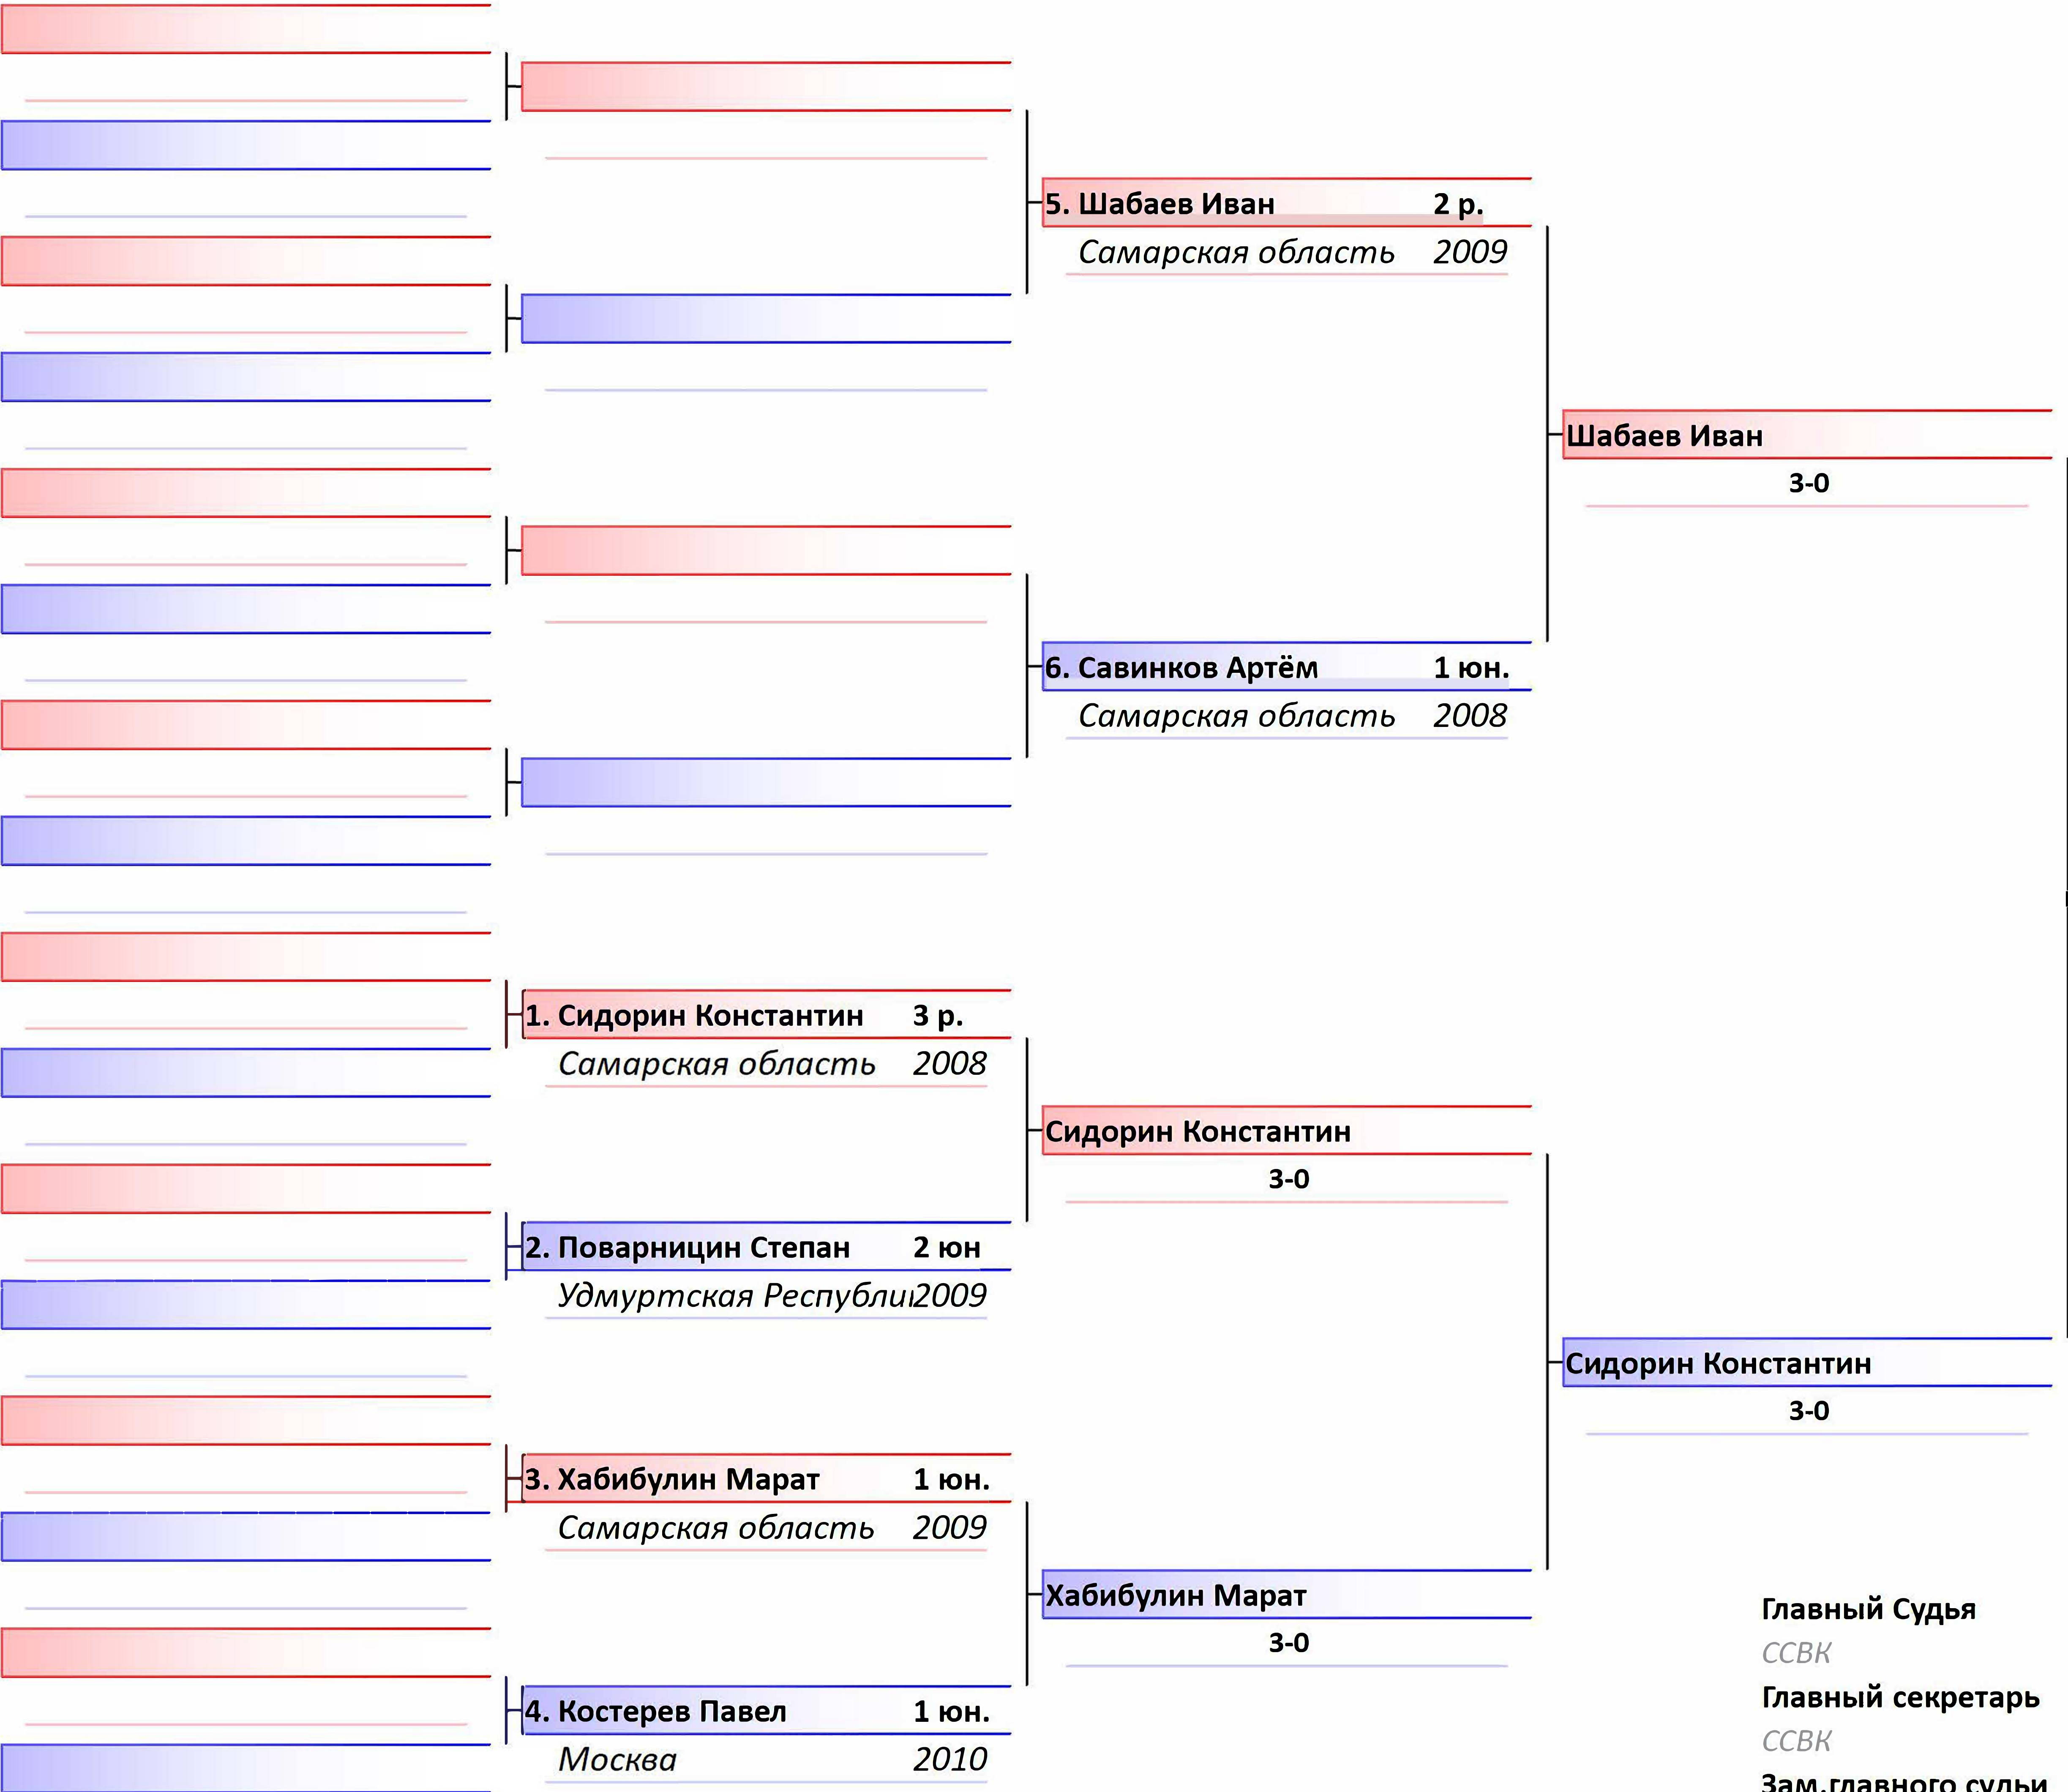 5. Шабаев Иван 2 р.
Самарская область 2009
Шабаев Иван
3-0
6. Савинков Артём 1 юн.
Самарская область 2008
1. Сидорин Константин 3 р.
Самарская область 2008
Сидорин Константин
3-0
2. Поварницин Степан 2 юн
Удмуртская 2009
Сидорин Константин
3-0
3. Хабибулин Марат 1 юн.
Самарская область 2009
Хабибулин Марат
3-0
4. Костерев Павел 1 юн.
Москва 2010
Главный Судья
ССВК
Главный секретарь
ССВК
Зам.главного судьи